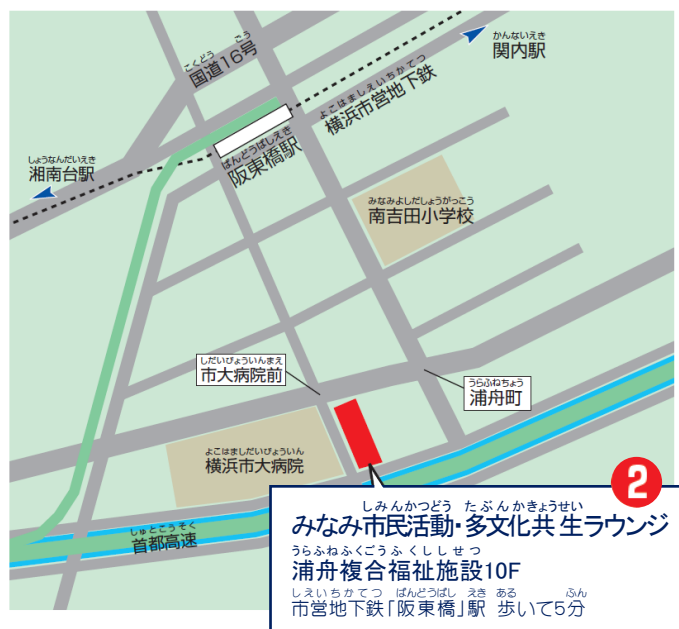 かんないえき
関内駅
こくどう ごう
国道16号
よこはましえいちかてつ
横浜市営地下鉄
しょうなんだいえき
湘南台駅
ばんどうばしえき
阪東橋駅
みなみよしだしょうがっこう
南吉田小学校
しだいびょういんまえ
市大病院前
うらふねちょう
浦舟町
よこはましだいびょういん
横浜市大病院
しゅとこうそく
首都高速
2
しみんかつどう たぶんかきょうせい
みなみ市民活動・多文化共生ラウンジ
うらふねふくごうふくししせつ
浦舟複合福祉施設10F
しえいちかてつ ばんどうばし えき ある ふん
市営地下鉄「阪東橋」駅 歩いて5分